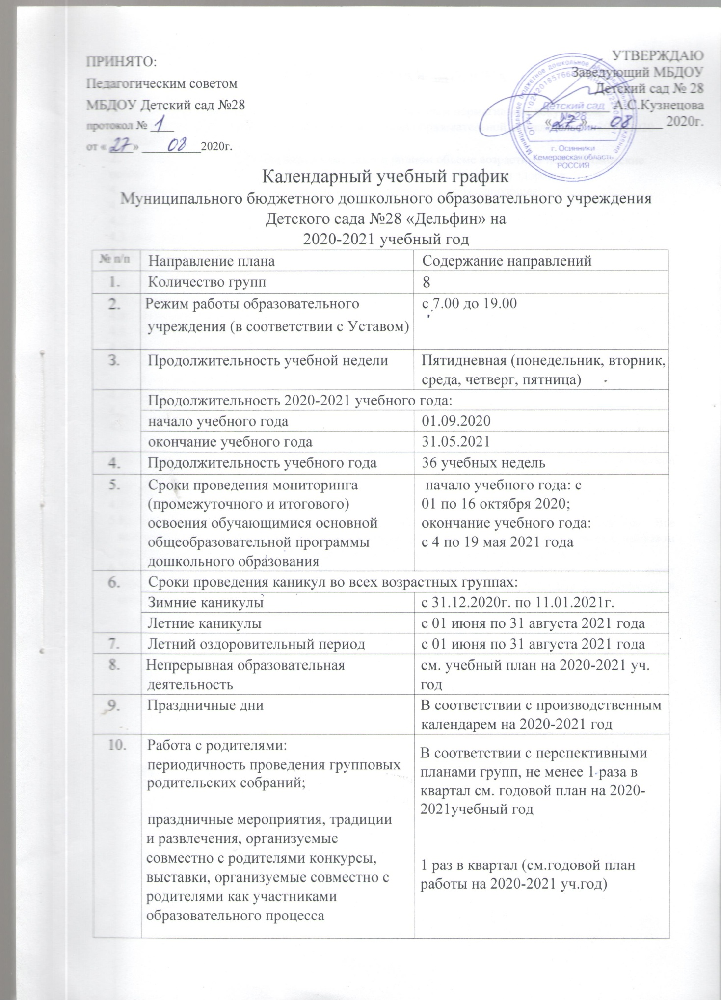 ПРИНЯТО:
Педагогическим советом
МБДОУ Детский сад №28
протокол № 1
от « 27 » 08 2020г.
УТВЕРЖДАЮ
Заведующий МБДОУ
Детский сад № 28
А.С.Кузнецова
« 27 » 08 2020г.
Детский сад
№ 28
«Дельфин»
г. Осинники
Кемеровская область
РОССИЯ
Календарный учебный график
Муниципального бюджетного дошкольного образовательного учреждения
Детского сада №28 «Дельфин» на
2020-2021 учебный год
№ п/п Направление плана Содержание направлений
1. Количество групп 8
2. Режим работы образовательного с 7.00 до 19.00
учреждения (в соответствии с Уставом)
3. Продолжительность учебной недели Пятидневная (понедельник, вторник,
среда, четверг, пятница)
Продолжительность 2020-2021 учебного года:
начало учебного года 01.09.2020
окончание учебного года 31.05.2021
4. Продолжительность учебного года 36 учебных недель
5. Сроки проведения мониторинга
(промежуточного и итогового)
освоения обучающимися основной
общеобразовательной программы
дошкольного образования
начало учебного года: с
01 по 16 октября 2020;
окончание учебного года:
с 4 по 19 мая 2021 года
6. Сроки проведения каникул во всех возрастных группах:
Зимние каникулы с 31.12.2020г. по 11.01.2021г.
Летние каникулы с 01 июня по 31 августа 2021 года
7. Летний оздоровительный период с 01 июня по 31 августа 2021 года
8. Непрерывная образовательная
деятельность
см. учебный план на 2020-2021 уч.
год
9. Праздничные дни В соответствии с производственным
календарем на 2020-2021 год
10. Работа с родителями:
периодичность проведения групповых
родительских собраний;
праздничные мероприятия, традиции
и развлечения, организуемые
совместно с родителями конкурсы,
выставки, организуемые совместно с
родителями как участниками
образовательного процесса
В соответствии с перспективными
планами групп, не менее 1 раза в
квартал см. годовой план на 2020-
2021учебный год
1 раз в квартал (см.годовой план
работы на 2020-2021 уч.год)